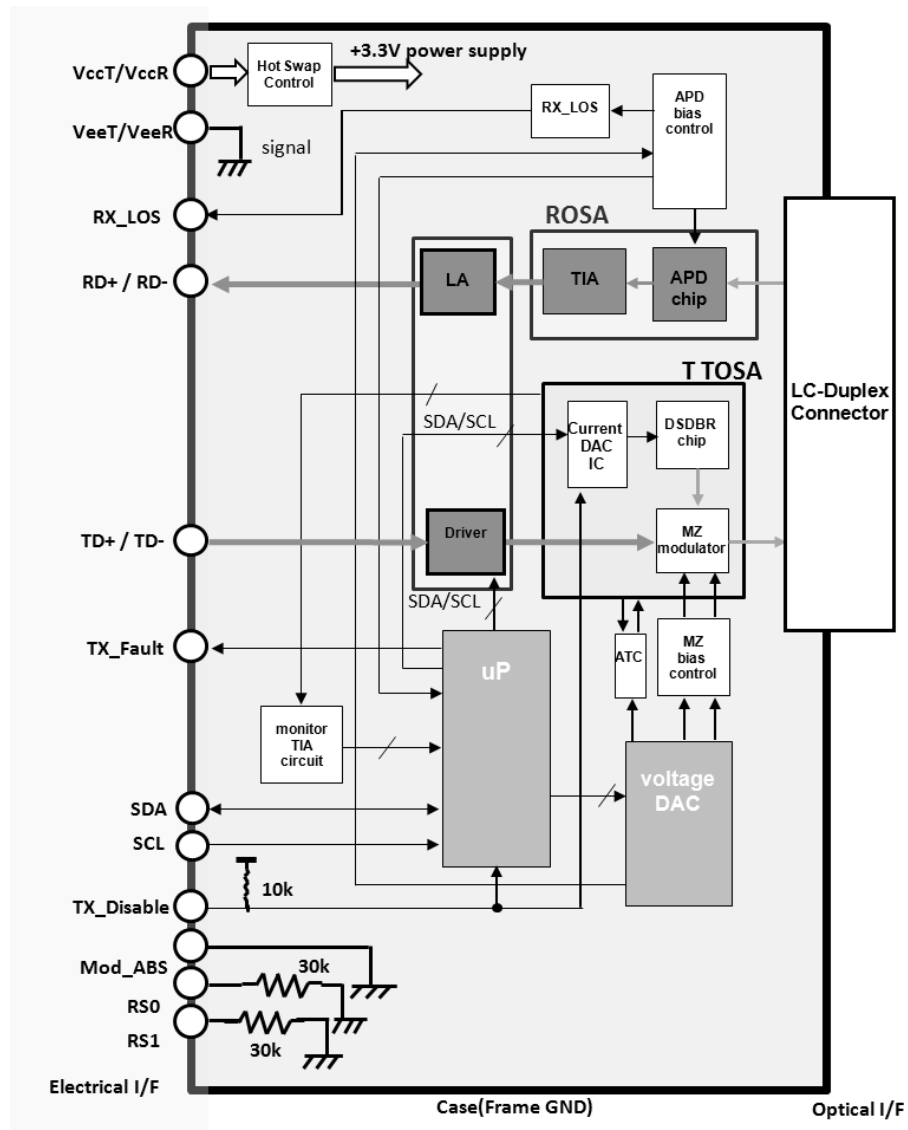 +3.3V power supply
VccT/VccR
Hot Swap
Control
RX_LOS
APD
bias
control
VeeT/VeeR
signal
RX_LOS
ROSA
RD+ / RD-
LA
TIA
APD
chip
T TOSA
LC-Duplex
Connector
SDA/SCL
Current
DAC
IC
DSDBR
chip
TD+ / TD-
Driver
MZ
modulator
SDA/SCL
TX_Fault
uP
ATC
MZ
bias
control
monitor
TIA
circuit
voltage
DAC
SDA
SCL
10k
TX_Disable
Mod_ABS
30k
RS0
RS1
30k
Electrical I/F
Case(Frame GND)
Optical I/F